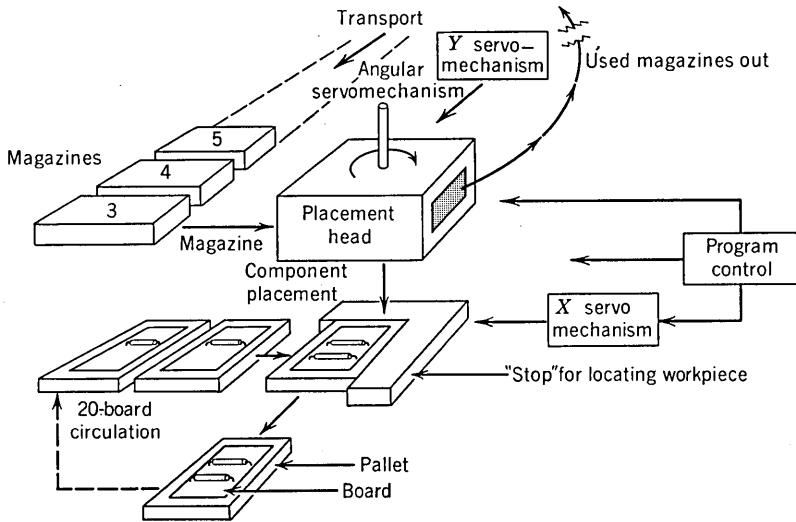 Transport
Y servo-
mechanism
Used magazines out
Angular
servomechanism
5
Magazines
4
3
Magazine
Placement
head
Program
control
Component
placement
X servo
mechanism
"Stop" for locating workpiece
20-board
circulation
Pallet
Board